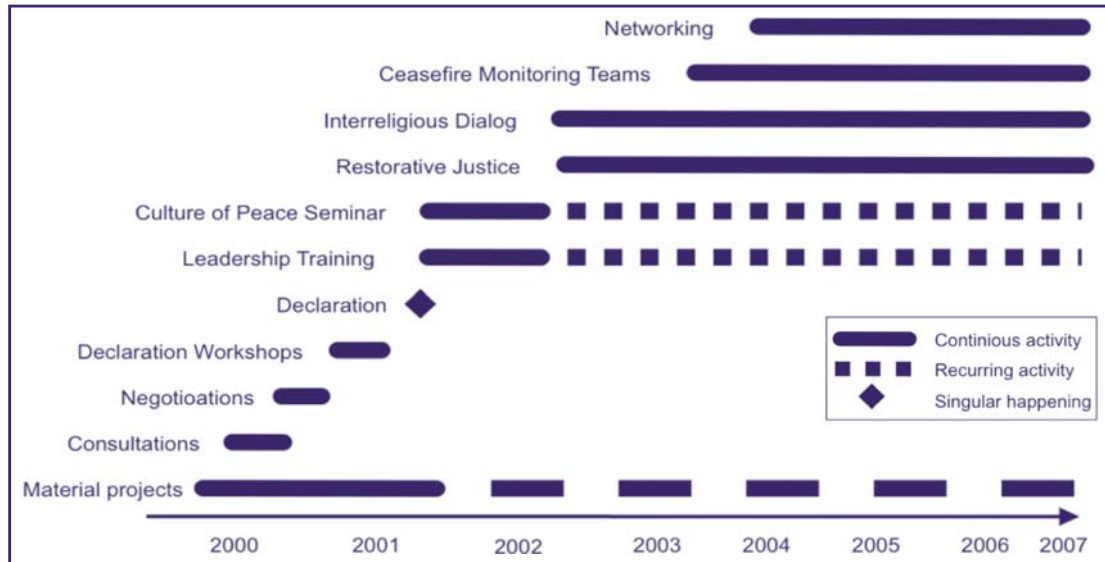 Networking
Ceasefire Monitoring Teams
Interreligious Dialog
Restorative Justice
Culture of Peace Seminar
Leadership Training
Declaration
Declaration Workshops
Negotioations
Consultations
Material projects
Continious activity
Recurring activity
Singular happening
2000 2001 2002 2003 2004 2005 2006 2007